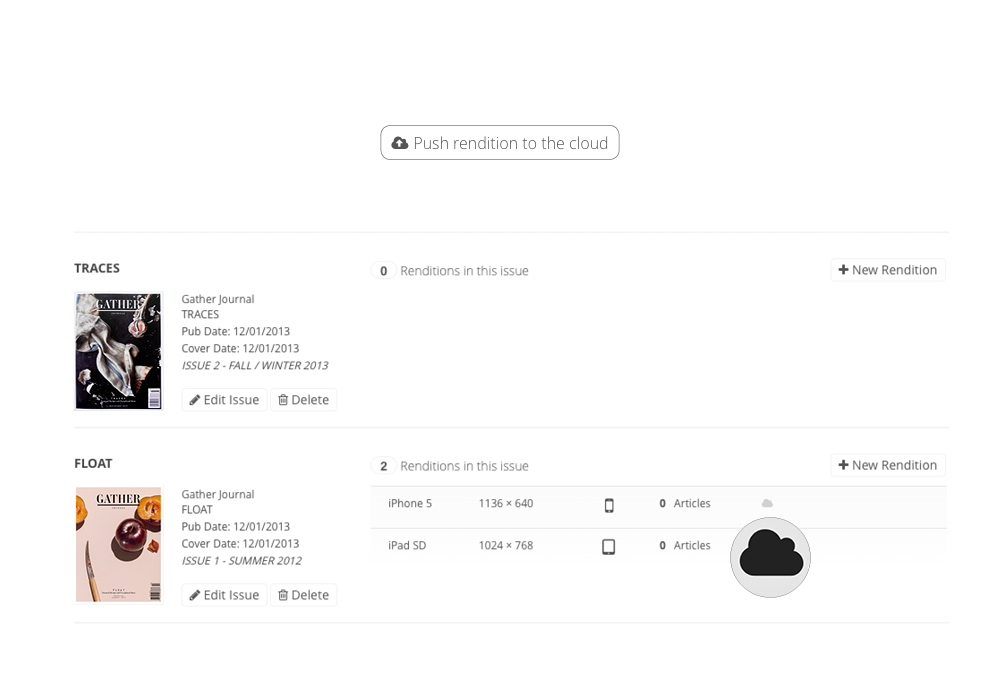 Push rendition to the cloud
TRACES
0 Renditions in this issue
New Rendition
GATHER
Gather Journal
TRACES
Pub Date: 12/01/2013
Cover Date: 12/01/2013
ISSUE 2 - FALL / WINTER 2013
Edit Issue
Delete
FLOAT
2 Renditions in this issue
New Rendition
GATHER
Gather Journal
FLOAT
Pub Date: 12/01/2013
Cover Date: 12/01/2013
ISSUE 1 - SUMMER 2012
Edit Issue
Delete
iPhone 5 1136 × 640 0 Articles
iPad SD 1024 × 768 0 Articles